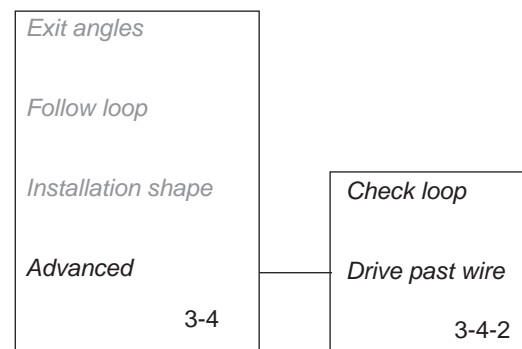 Exit angles
Follow loop
Installation shape
Advanced
3-4
Check loop
Drive past wire
3-4-2